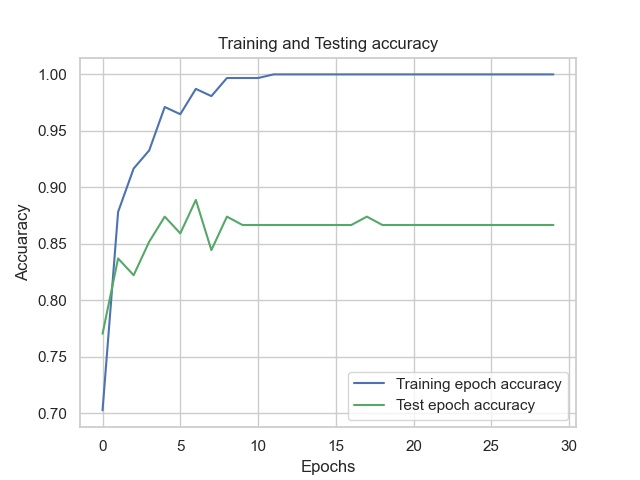 Training and Testing accuracy
1.00
0.95
0.90
0.85
0.80
0.75
0.70
Accuaracy
Training epoch accuracy
Test epoch accuracy
0 5 10 15 20 25 30
Epochs